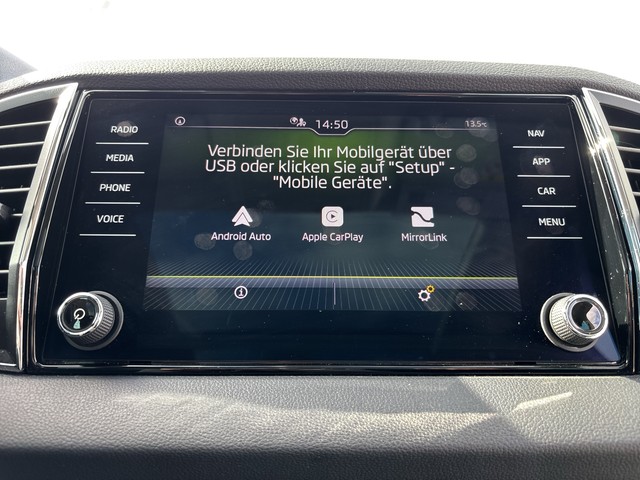 14:50
13.5°C
RADIO
MEDIA
PHONE
VOICE
Verbinden Sie Ihr Mobilgerät über
USB oder klicken Sie auf "Setup" -
"Mobile Geräte".
Android Auto
Apple CarPlay
MirrorLink
NAV
APP
CAR
MENU